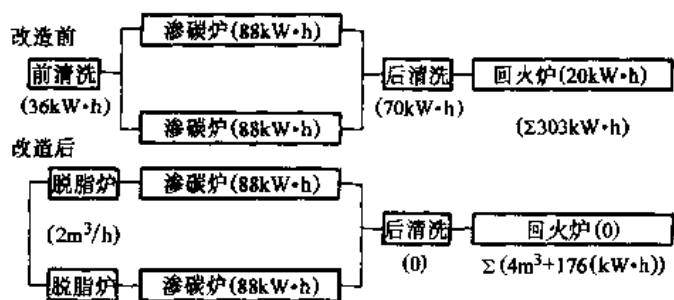 改造前
渗碳炉(88kW·h)
前清洗
后清洗
回火炉(20kW·h)
(36kW·h)
(70kW·h)
渗碳炉(88kW·h)
(Σ303kW·h)
改造后
脱脂炉
渗碳炉(88kW·h)
(2m³/h)
后清洗
回火炉(0)
(0)
Σ(4m³+176(kW·h))
脱脂炉
渗碳炉(88kW·h)